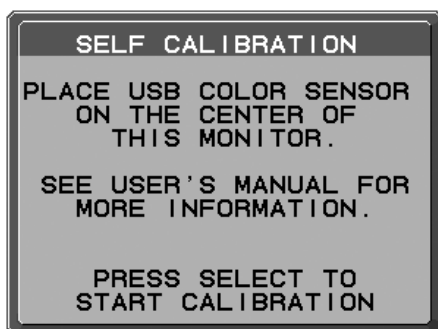 SELF CALIBRATION
PLACE USB COLOR SENSOR
ON THE CENTER OF
THIS MONITOR.
SEE USER'S MANUAL FOR
MORE INFORMATION.
PRESS SELECT TO
START CALIBRATION